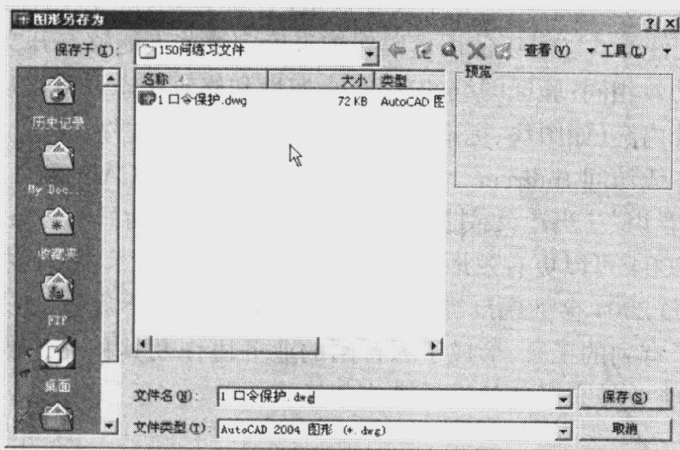 图形另存为
保存于(I): 150问练习文件 查看(V) 工具(L)
名称 大小 类型 预览
1 口令保护.dwg 72 KB AutoCAD 图
历史记录
My Doc...
收藏夹
FTP
桌面
文件名(N): 1 口令保护.dwg 保存(S)
文件类型(T): AutoCAD 2004 图形 (*.dwg) 取消